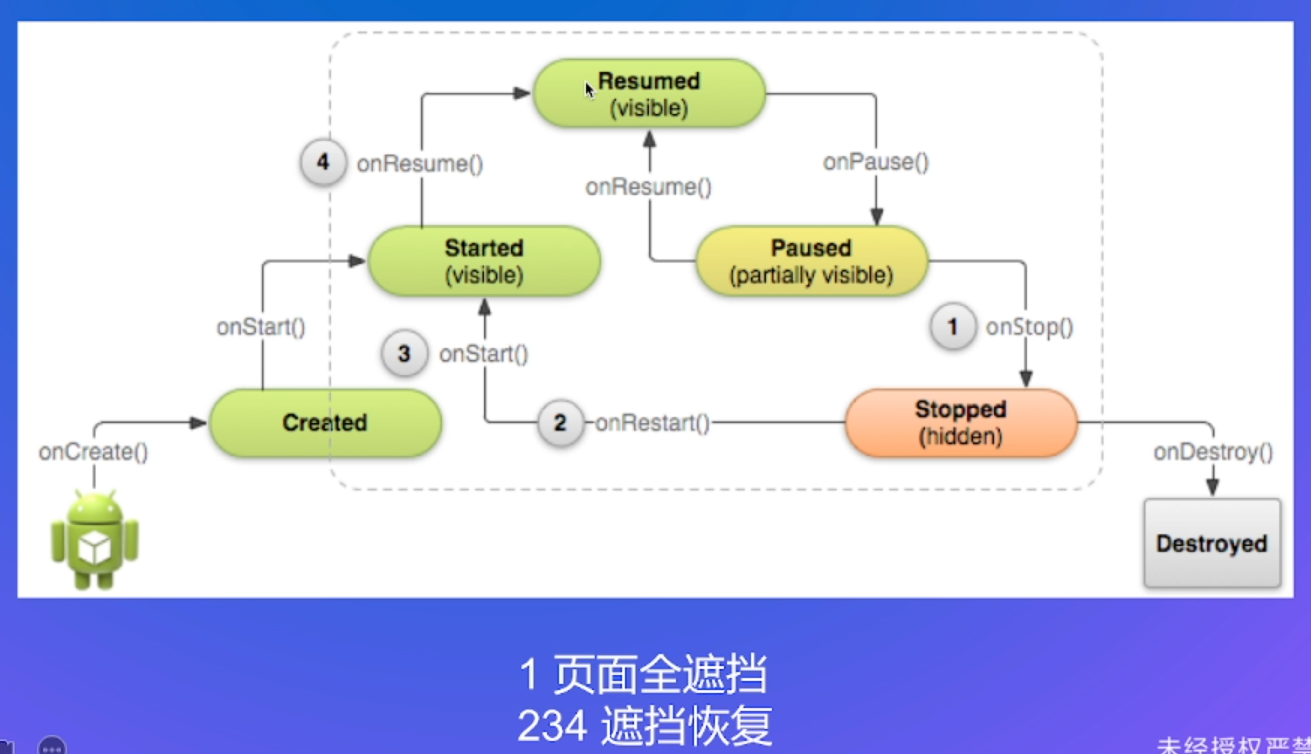 Resumed
(visible)
4
onResume()
onPause()
onResume()
Started
(visible)
Paused
(partially visible)
onStart()
3
onStart()
1
onStop()
Created
2
onRestart()
Stopped
(hidden)
onCreate()
onDestroy()
Destroyed
1 页面全遮挡
234 遮挡恢复
未经授权严禁